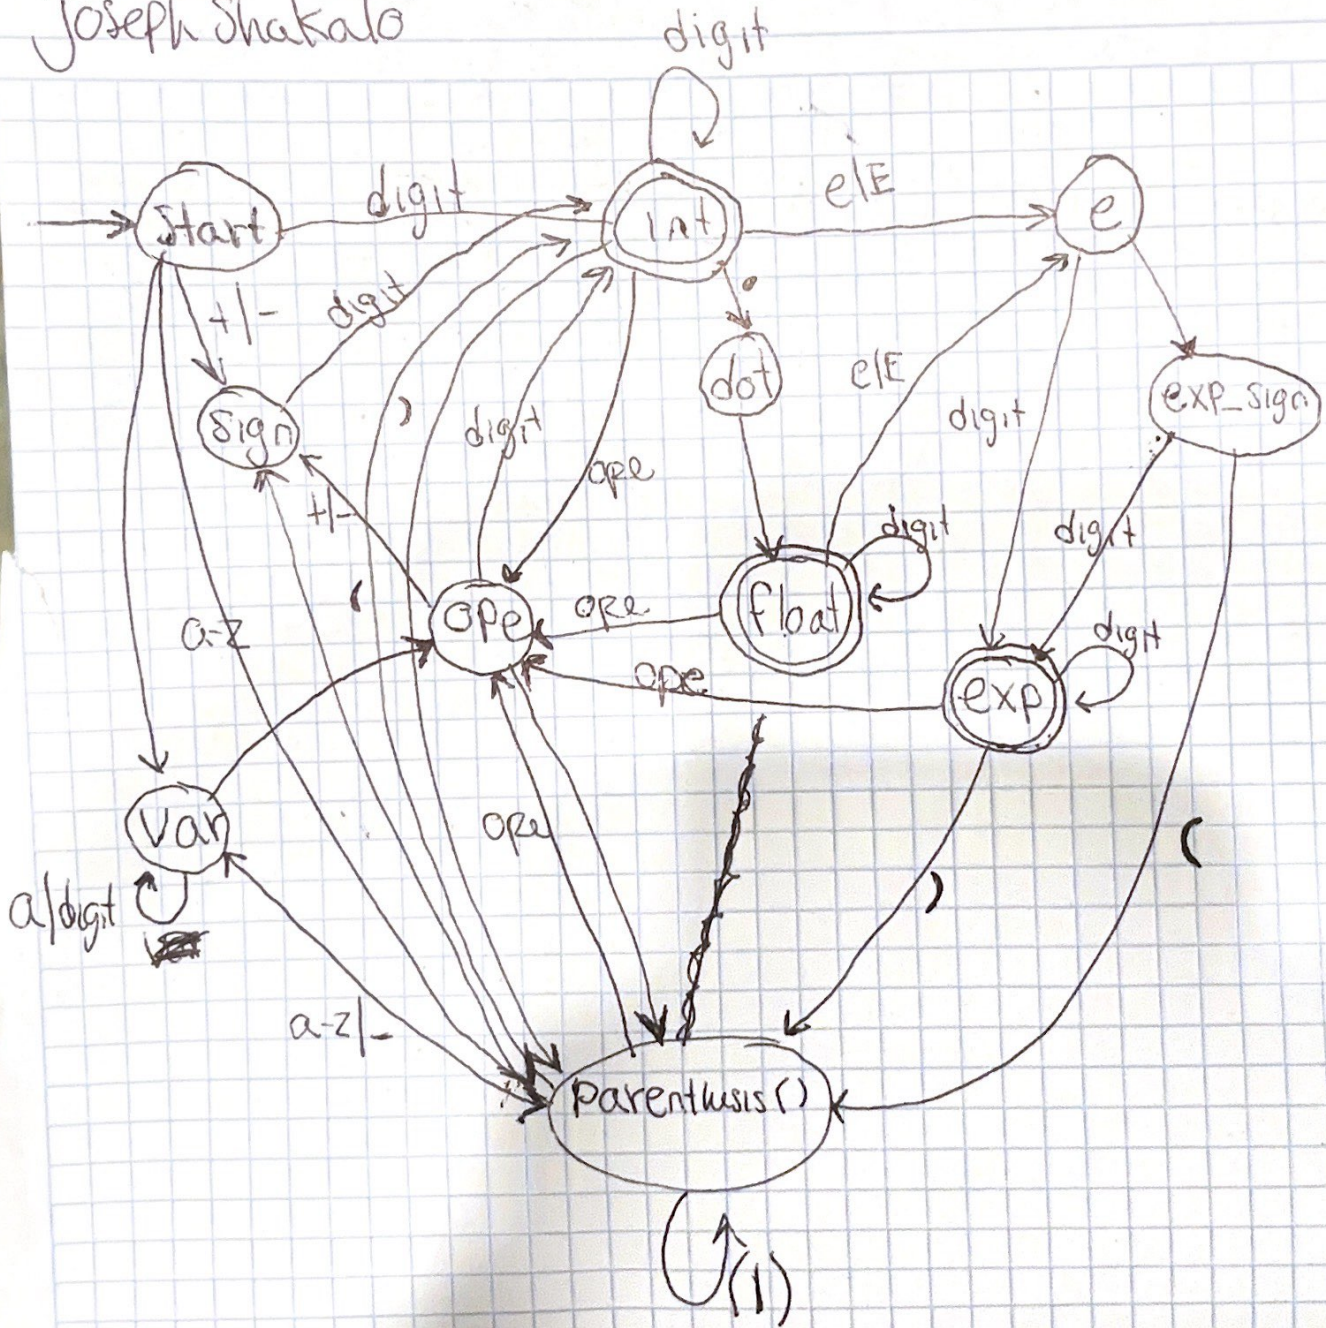 Joseph Shakalo
digit
Start
digit
Int
e|E
e
+/-
digit
.
dot
e|E
digit
exp_sign
Sign
)
digit
ope
+/-
(
ope
ope
float
digit
digit
a-z
ope
exp
digit
Var
a/digit
ope
)
(
a-z|_
parenthesis()
(|)